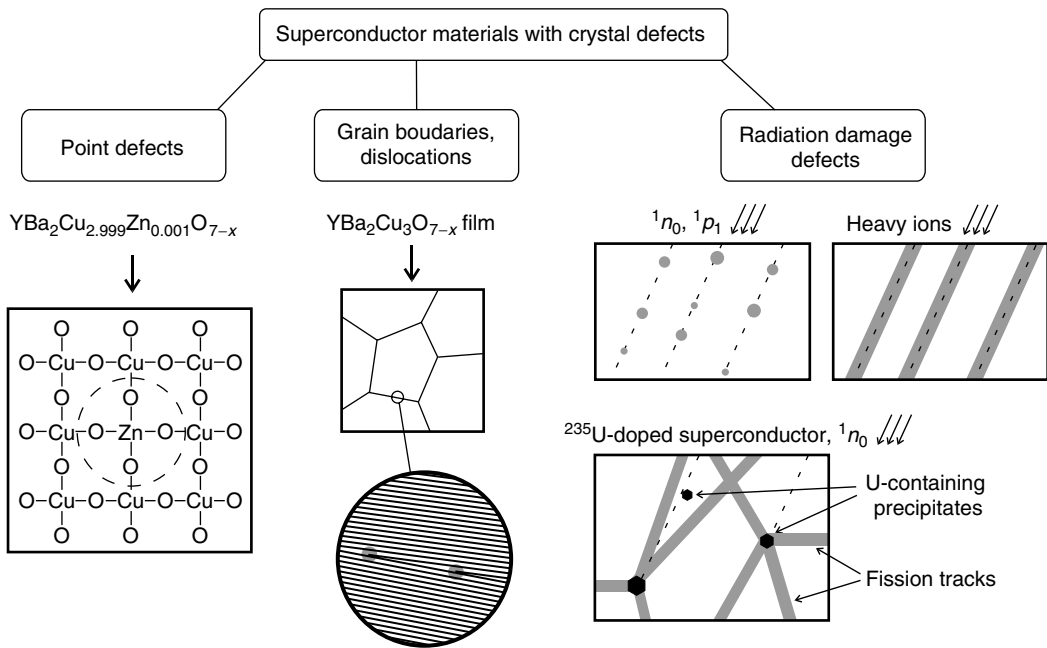 Superconductor materials with crystal defects
Point defects
Grain boudaries,
dislocations
Radiation damage
defects
YBa₂Cu₂.₉₉₉Zn₀.₀₀₁O₇₋ₓ
YBa₂Cu₃O₇₋ₓ film
¹n₀, ¹p₁
Heavy ions
O O O
O–Cu–O–Cu–O–Cu–O
O O O
O–Cu–O–Zn–O–Cu–O
O O O
O–Cu–O–Cu–O–Cu–O
O O O
²³⁵U-doped superconductor, ¹n₀
U-containing
precipitates
Fission tracks